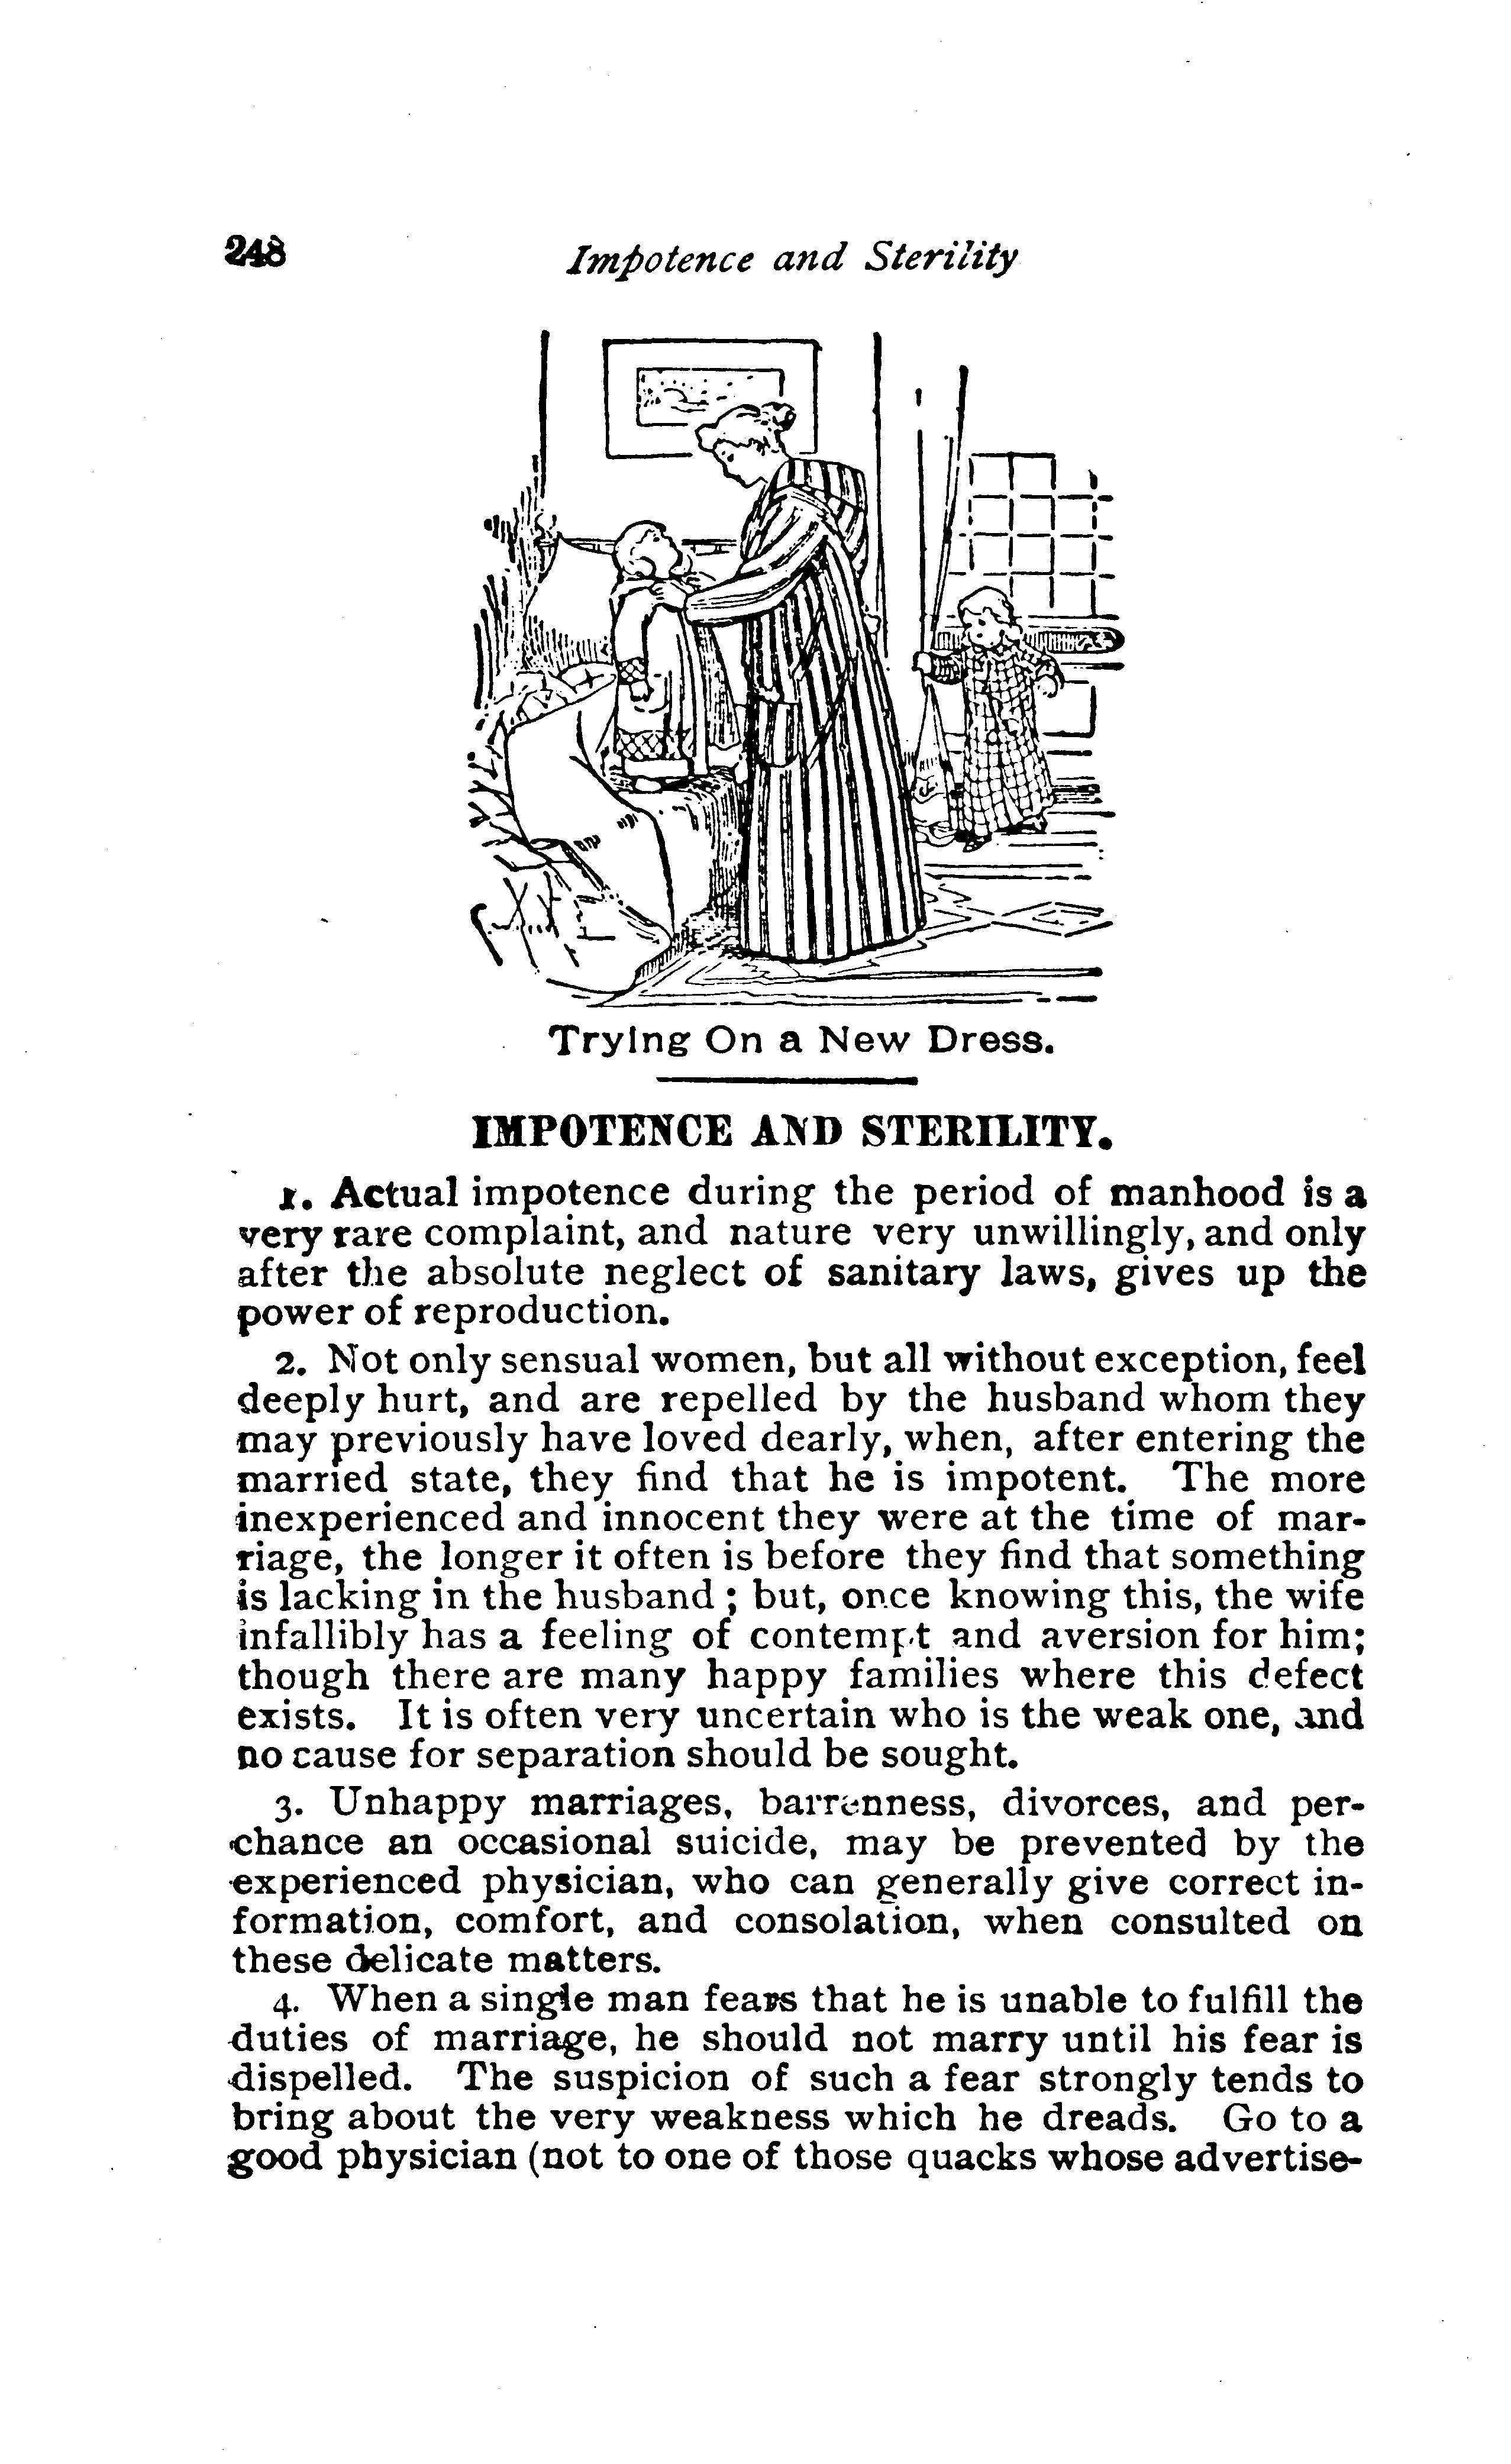 248 Impotence and Sterility
Trying On a New Dress.
IMPOTENCE AND STERILITY.
1. Actual impotence during the period of manhood is a
very rare complaint, and nature very unwillingly, and only
after the absolute neglect of sanitary laws, gives up the
power of reproduction.
2. Not only sensual women, but all without exception, feel
deeply hurt, and are repelled by the husband whom they
may previously have loved dearly, when, after entering the
married state, they find that he is impotent. The more
inexperienced and innocent they were at the time of mar-
riage, the longer it often is before they find that something
is lacking in the husband; but, once knowing this, the wife
infallibly has a feeling of contempt and aversion for him;
though there are many happy families where this defect
exists. It is often very uncertain who is the weak one, and
no cause for separation should be sought.
3. Unhappy marriages, barrenness, divorces, and per-
chance an occasional suicide, may be prevented by the
experienced physician, who can generally give correct in-
formation, comfort, and consolation, when consulted on
these delicate matters.
4. When a single man fears that he is unable to fulfill the
duties of marriage, he should not marry until his fear is
dispelled. The suspicion of such a fear strongly tends to
bring about the very weakness which he dreads. Go to a
good physician (not to one of those quacks whose advertise-